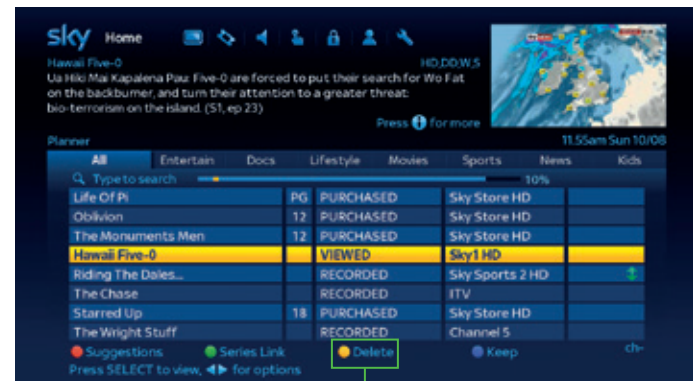 sky Home
Hawaii Five-0 HD,DD,W,S
Ua Hiki Mai Kapalena Pau: Five-0 are forced to put their search for Wo Fat
on the backburner, and turn their attention to a greater threat:
bio-terrorism on the island. (S1, ep 23)
Press for more
Planner 11.55am Sun 10/08
All Entertain Docs Lifestyle Movies Sports News Kids
Type to search 10%
Life Of Pi PG PURCHASED Sky Store HD
Oblivion 12 PURCHASED Sky Store HD
The Monuments Men 12 PURCHASED Sky Store HD
Hawaii Five-0 VIEWED Sky1 HD
Riding The Dales... RECORDED Sky Sports 2 HD
The Chase RECORDED ITV
Starred Up 18 PURCHASED Sky Store HD
The Wright Stuff RECORDED Channel 5
Suggestions Series Link Delete Keep ch-
Press SELECT to view, for options